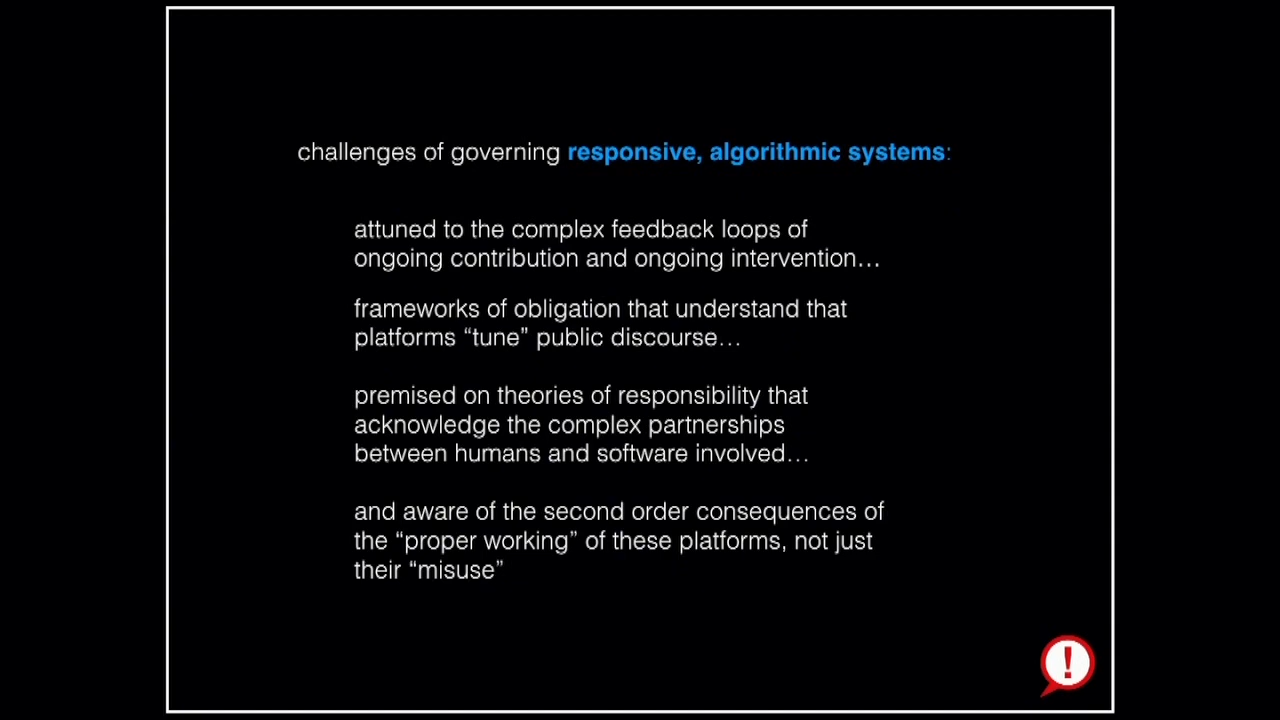 challenges of governing responsive, algorithmic systems:
attuned to the complex feedback loops of
ongoing contribution and ongoing intervention…
frameworks of obligation that understand that
platforms “tune” public discourse…
premised on theories of responsibility that
acknowledge the complex partnerships
between humans and software involved…
and aware of the second order consequences of
the “proper working” of these platforms, not just
their “misuse”
!